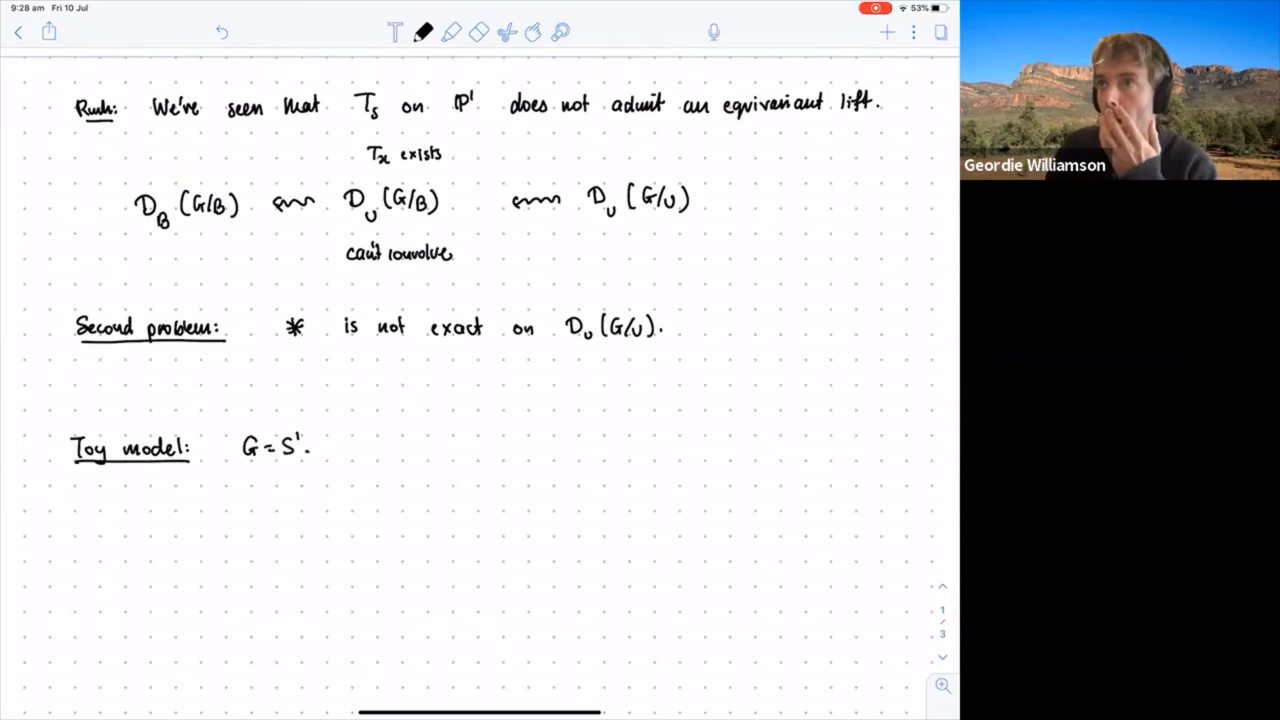 9:28 am Fri 10 Jul
53%
Rmk: We've seen that T_s on P¹ does not admit an equivariant lift.
T_x exists
D_B (G/B) D_U (G/B) D_U (G/U)
can't convolve
Second problem: * is not exact on D_U (G/U).
Toy model: G = S¹.
Geordie Williamson
1
/
3